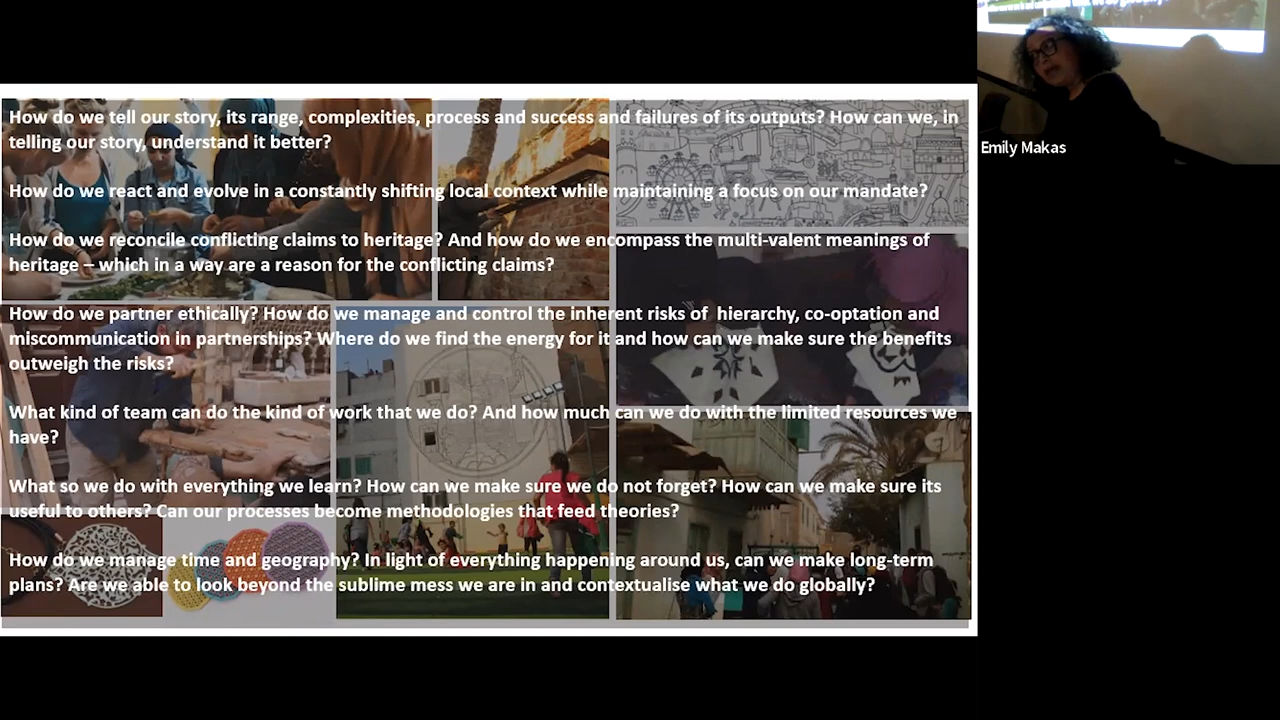 How do we tell our story, its range, complexities, process and success and failures of its outputs? How can we, in
telling our story, understand it better?
How do we react and evolve in a constantly shifting local context while maintaining a focus on our mandate?
How do we reconcile conflicting claims to heritage? And how do we encompass the multi-valent meanings of
heritage – which in a way are a reason for the conflicting claims?
How do we partner ethically? How do we manage and control the inherent risks of hierarchy, co-optation and
miscommunication in partnerships? Where do we find the energy for it and how can we make sure the benefits
outweigh the risks?
What kind of team can do the kind of work that we do? And how much can we do with the limited resources we
have?
What so we do with everything we learn? How can we make sure we do not forget? How can we make sure its
useful to others? Can our processes become methodologies that feed theories?
How do we manage time and geography? In light of everything happening around us, can we make long-term
plans? Are we able to look beyond the sublime mess we are in and contextualise what we do globally?
Emily Makas